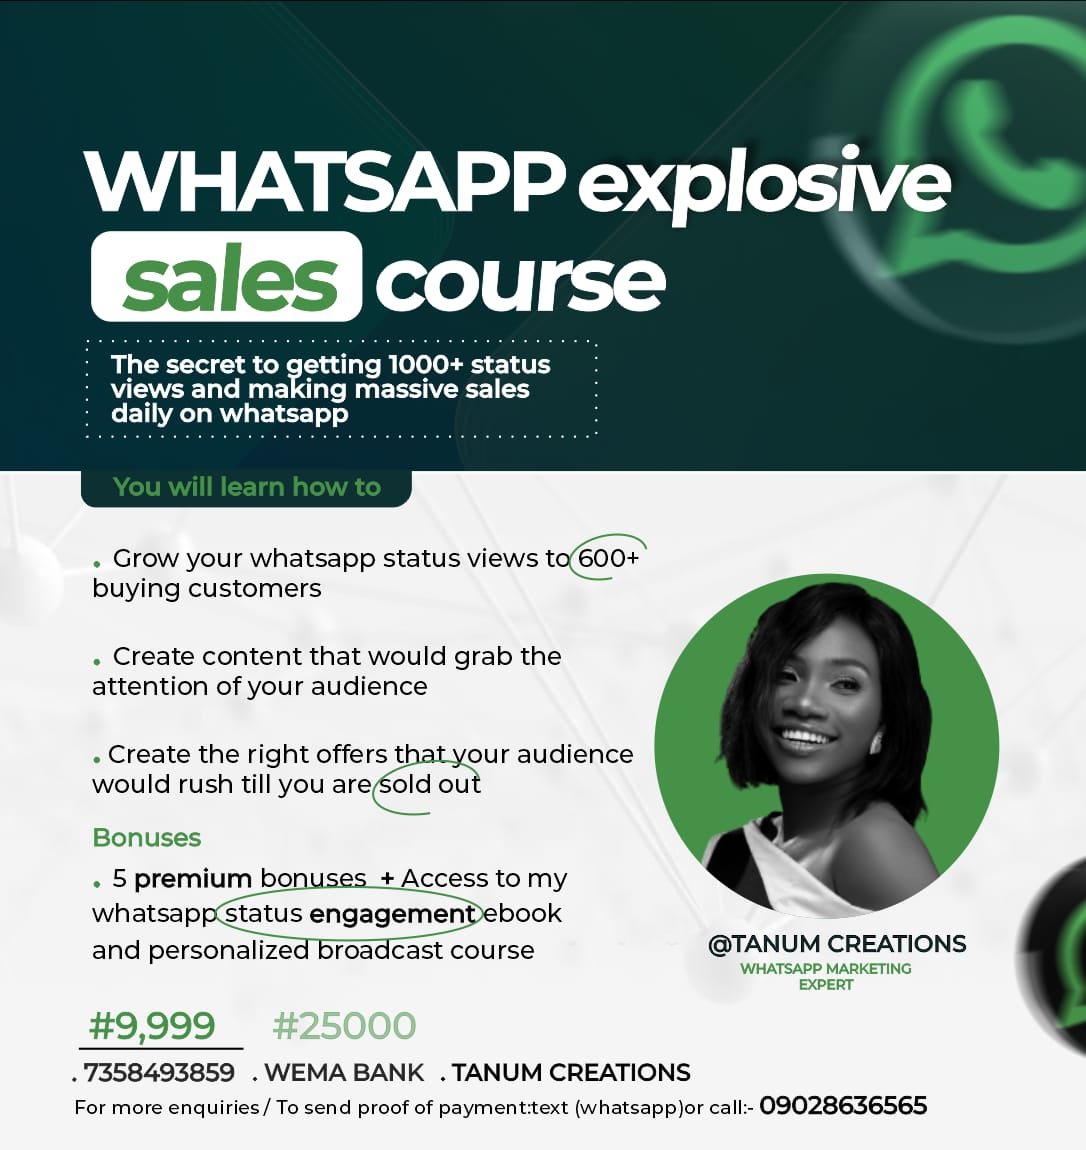 WHATSAPP explosive
sales course
The secret to getting 1000+ status
views and making massive sales
daily on whatsapp
You will learn how to
. Grow your whatsapp status views to 600+
buying customers
. Create content that would grab the
attention of your audience
. Create the right offers that your audience
would rush till you are sold out
Bonuses
. 5 premium bonuses + Access to my
whatsapp status engagement ebook
and personalized broadcast course
@TANUM CREATIONS
WHATSAPP MARKETING
EXPERT
#9,999 #25000
. 7358493859 . WEMA BANK . TANUM CREATIONS
For more enquiries / To send proof of payment:text (whatsapp)or call:- 09028636565